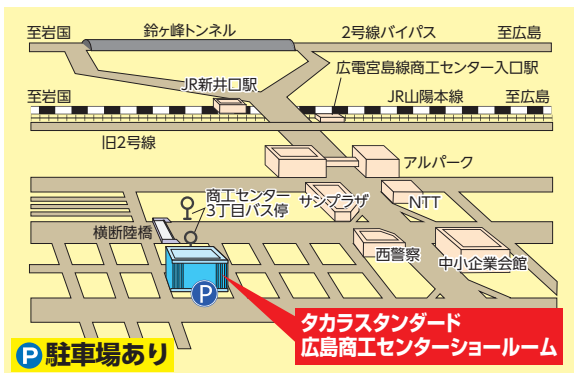 至岩国
鈴ヶ峰トンネル
2号線バイパス
至広島
広電宮島線商工センター入口駅
JR新井口駅
至岩国
JR山陽本線
至広島
旧2号線
アルパーク
商工センター
3丁目バス停
サンプラザ
NTT
横断陸橋
西警察
中小企業会館
P
タカラスタンダード
広島商工センターショールーム
P駐車場あり